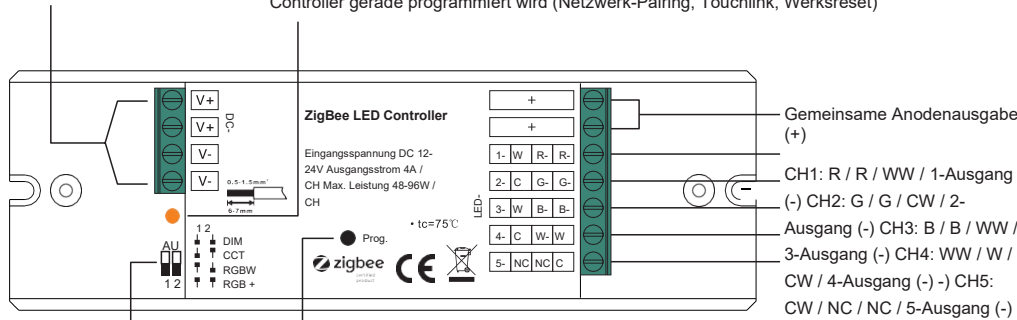 Controller gerade programmiert wird (Netzwerk-Pairing, Touchlink, Werksreset)
V+
V+
V-
V-
DC-
0.5-1.5mm²
6-7mm
AU
1 2
1 2
DIM
CCT
RGBW
RGB +
ZigBee LED Controller
Eingangsspannung DC 12-
24V Ausgangsstrom 4A /
CH Max. Leistung 48-96W /
CH
• tc=75℃
Prog.
zigbee
certified
product
CE
LED-
+
+
1- W R- R-
2- C G- G-
3- W B- B-
4- C W- W
5- NC NC C
Gemeinsame Anodenausgabe
(+)
CH1: R / R / WW / 1-Ausgang
(-) CH2: G / G / CW / 2-
Ausgang (-) CH3: B / B / WW /
3-Ausgang (-) CH4: WW / W /
CW / 4-Ausgang (-) -) CH5:
CW / NC / NC / 5-Ausgang (-)